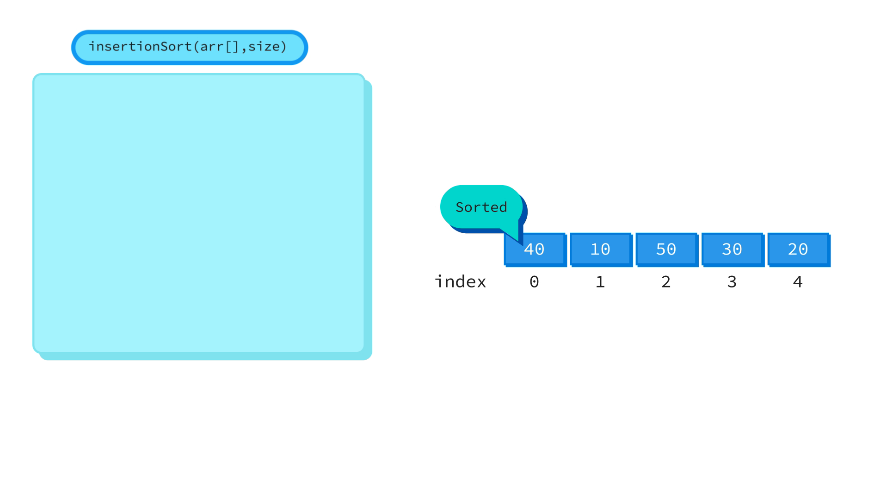 insertionSort(arr[],size)
Sorted
40 10 50 30 20
index 0 1 2 3 4